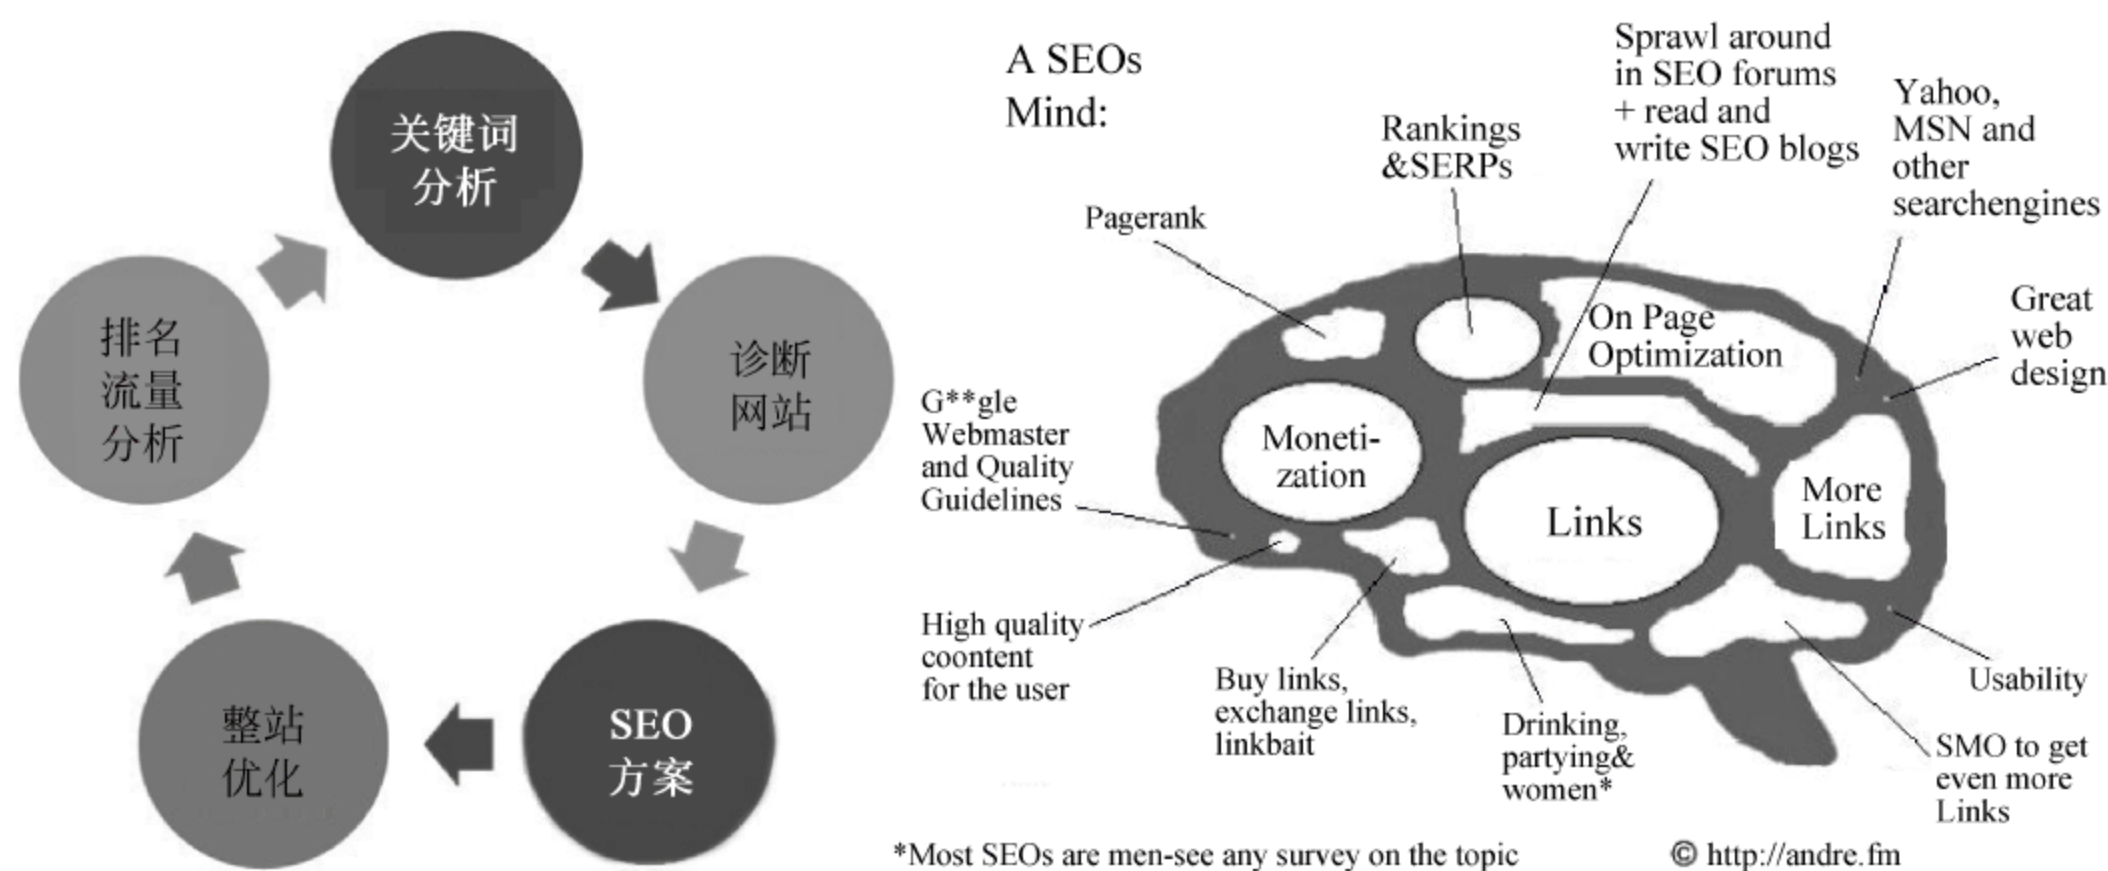 关键词
分析
诊断
网站
SEO
方案
整站
优化
排名
流量
分析
A SEOs
Mind:
Pagerank
Rankings
&SERPs
Sprawl around
in SEO forums
+ read and
write SEO blogs
Yahoo,
MSN and
other
searchengines
Great
web
design
On Page
Optimization
G**gle
Webmaster
and Quality
Guidelines
Moneti-
zation
Links
More
Links
High quality
coontent
for the user
Buy links,
exchange links,
linkbait
Drinking,
partying&
women*
Usability
SMO to get
even more
Links
*Most SEOs are men-see any survey on the topic
© http://andre.fm